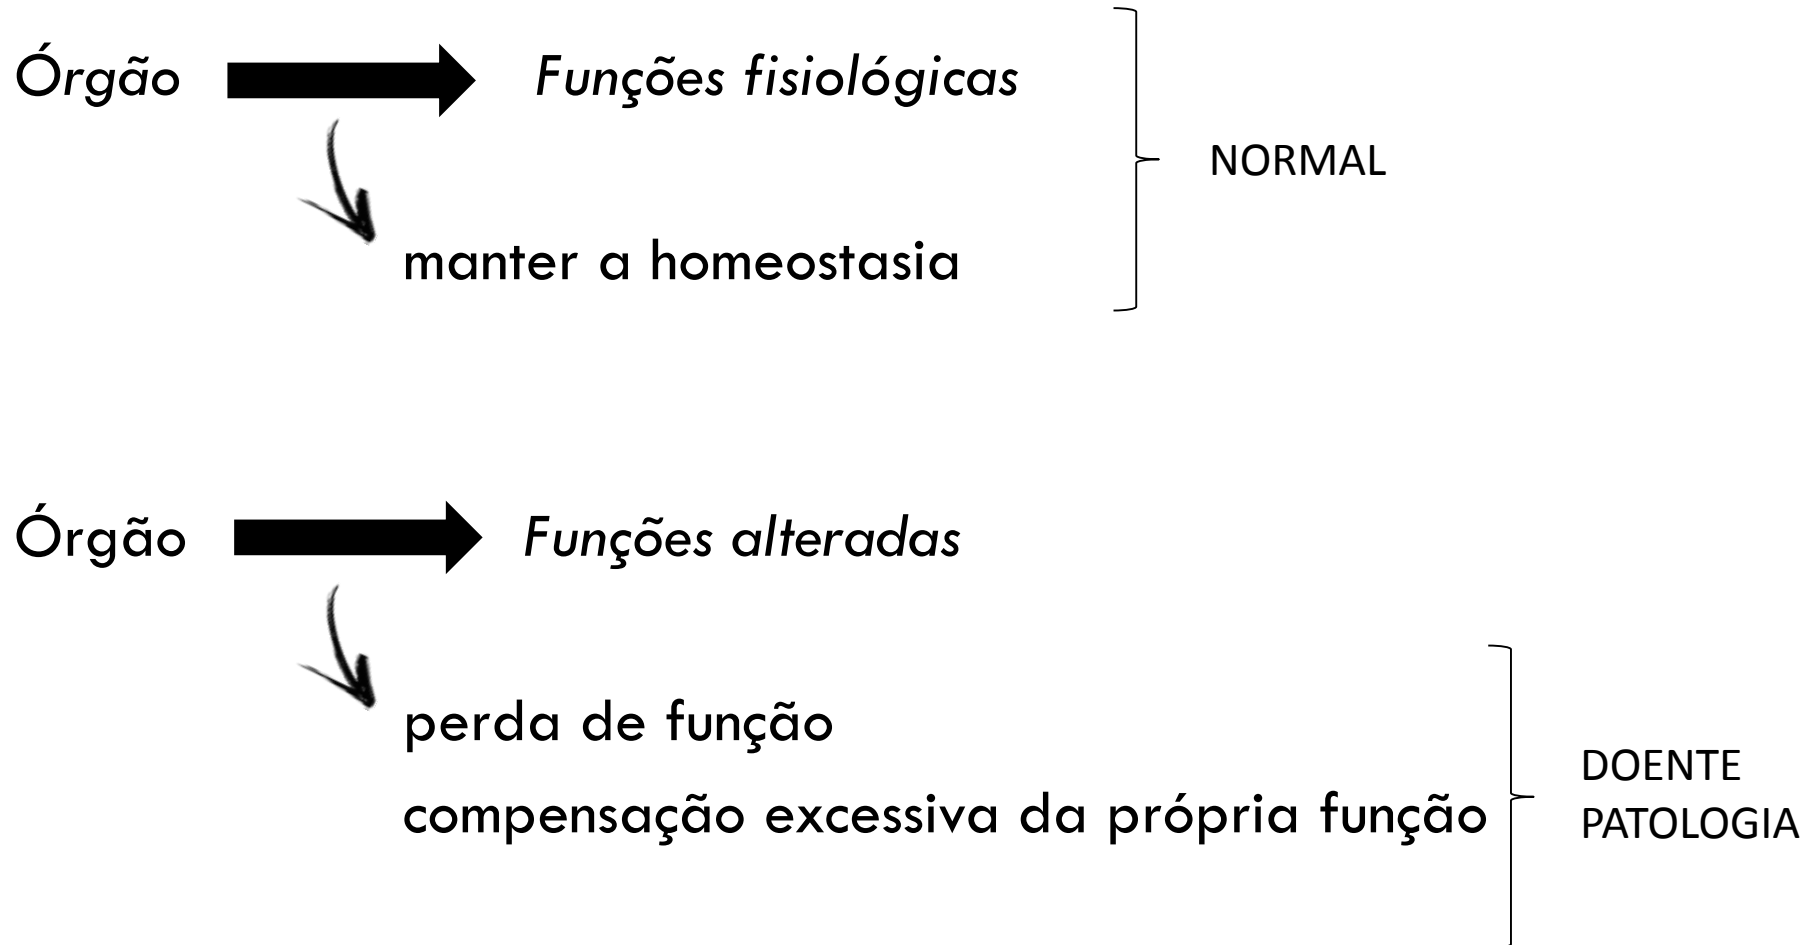 Órgão Funções fisiológicas
NORMAL
manter a homeostasia
Órgão Funções alteradas
perda de função
compensação excessiva da própria função
DOENTE
PATOLOGIA